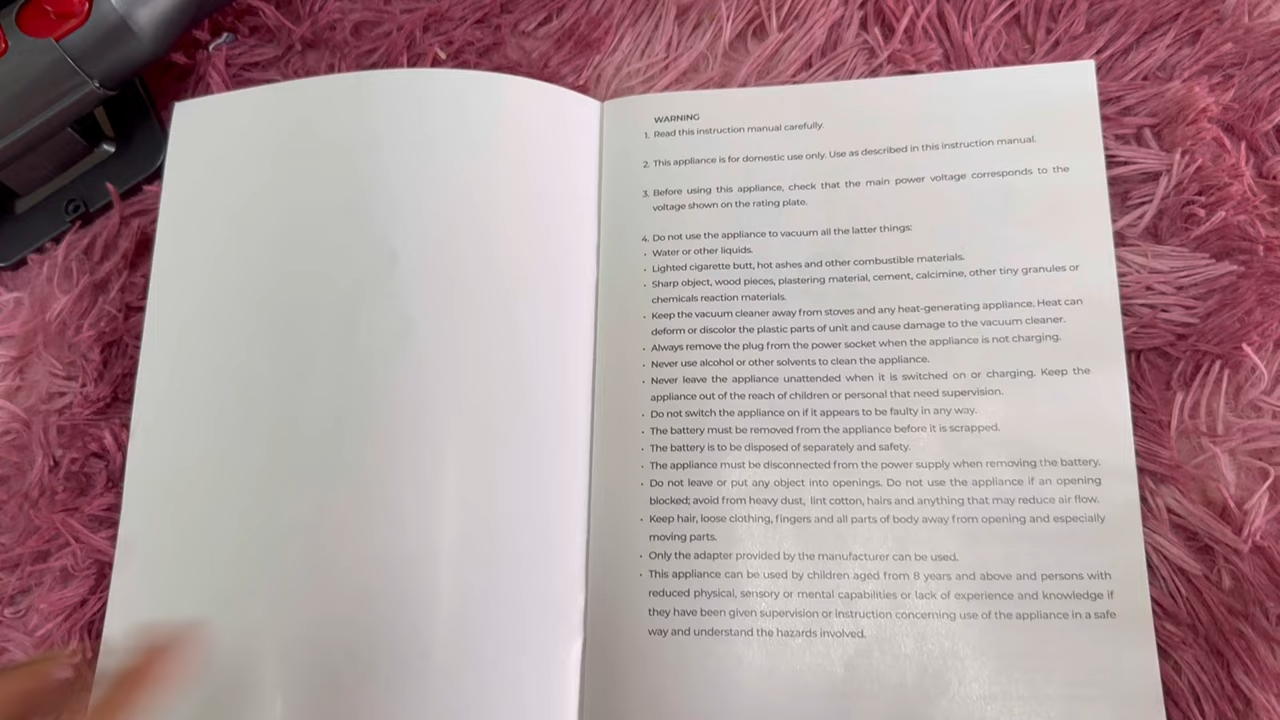 WARNING
1. Read this instruction manual carefully.
2. This appliance is for domestic use only. Use as described in this instruction manual.
3. Before using this appliance, check that the main power voltage corresponds to the
voltage shown on the rating plate.
4. Do not use the appliance to vacuum all the latter things:
• Water or other liquids.
• Lighted cigarette butt, hot ashes and other combustible materials.
• Sharp object, wood pieces, plastering material, cement, calcimine, other tiny granules or
chemicals reaction materials.
• Keep the vacuum cleaner away from stoves and any heat-generating appliance. Heat can
deform or discolor the plastic parts of unit and cause damage to the vacuum cleaner.
• Always remove the plug from the power socket when the appliance is not charging.
• Never use alcohol or other solvents to clean the appliance.
• Never leave the appliance unattended when it is switched on or charging. Keep the
appliance out of the reach of children or personal that need supervision.
• Do not switch the appliance on if it appears to be faulty in any way.
• The battery must be removed from the appliance before it is scrapped.
• The battery is to be disposed of separately and safety.
• The appliance must be disconnected from the power supply when removing the battery.
• Do not leave or put any object into openings. Do not use the appliance if an opening
blocked; avoid from heavy dust, lint cotton, hairs and anything that may reduce air flow.
• Keep hair, loose clothing, fingers and all parts of body away from opening and especially
moving parts.
• Only the adapter provided by the manufacturer can be used.
• This appliance can be used by children aged from 8 years and above and persons with
reduced physical, sensory or mental capabilities or lack of experience and knowledge if
they have been given supervision or instruction concerning use of the appliance in a safe
way and understand the hazards involved.